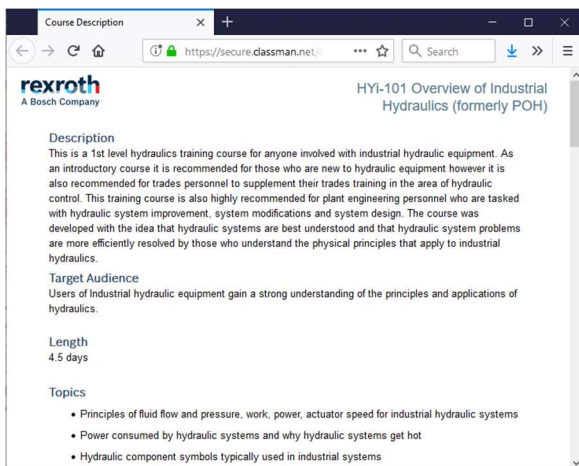 Course Description
https://secure.classman.net/
Search
rexroth
A Bosch Company
HYi-101 Overview of Industrial
Hydraulics (formerly POH)
Description
This is a 1st level hydraulics training course for anyone involved with industrial hydraulic equipment. As
an introductory course it is recommended for those who are new to hydraulic equipment however it is
also recommended for trades personnel to supplement their trades training in the area of hydraulic
control. This training course is also highly recommended for plant engineering personnel who are tasked
with hydraulic system improvement, system modifications and system design. The course was
developed with the idea that hydraulic systems are best understood and that hydraulic system problems
are more efficiently resolved by those who understand the physical principles that apply to industrial
hydraulics.
Target Audience
Users of Industrial hydraulic equipment gain a strong understanding of the principles and applications of
hydraulics.
Length
4.5 days
Topics
• Principles of fluid flow and pressure, work, power, actuator speed for industrial hydraulic systems
• Power consumed by hydraulic systems and why hydraulic systems get hot
• Hydraulic component symbols typically used in industrial systems